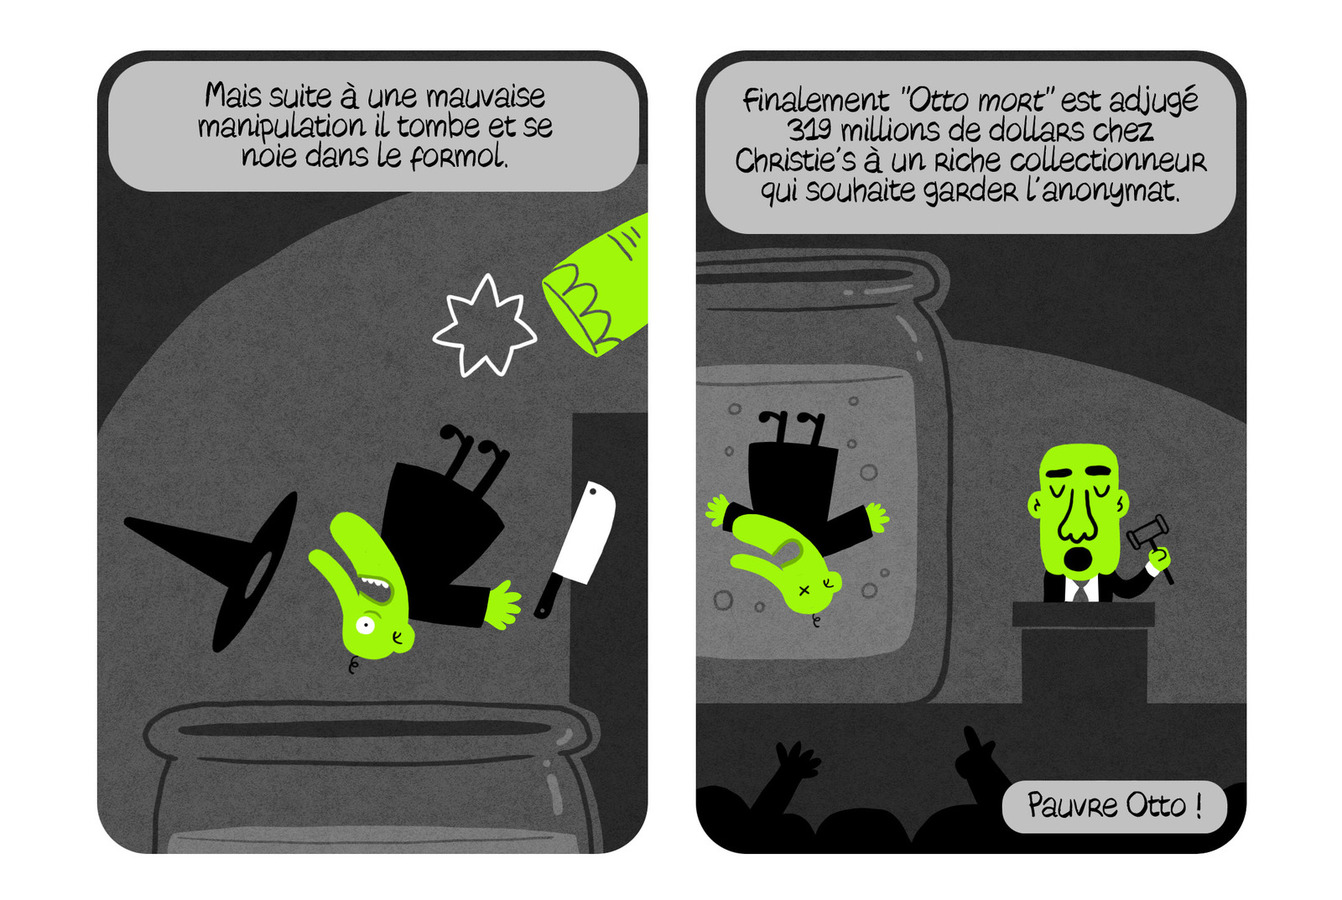 Mais suite à une mauvaise
manipulation il tombe et se
noie dans le formol.
Finalement "Otto mort" est adjugé
319 millions de dollars chez
Christie's à un riche collectionneur
qui souhaite garder l'anonymat.
Pauvre Otto !